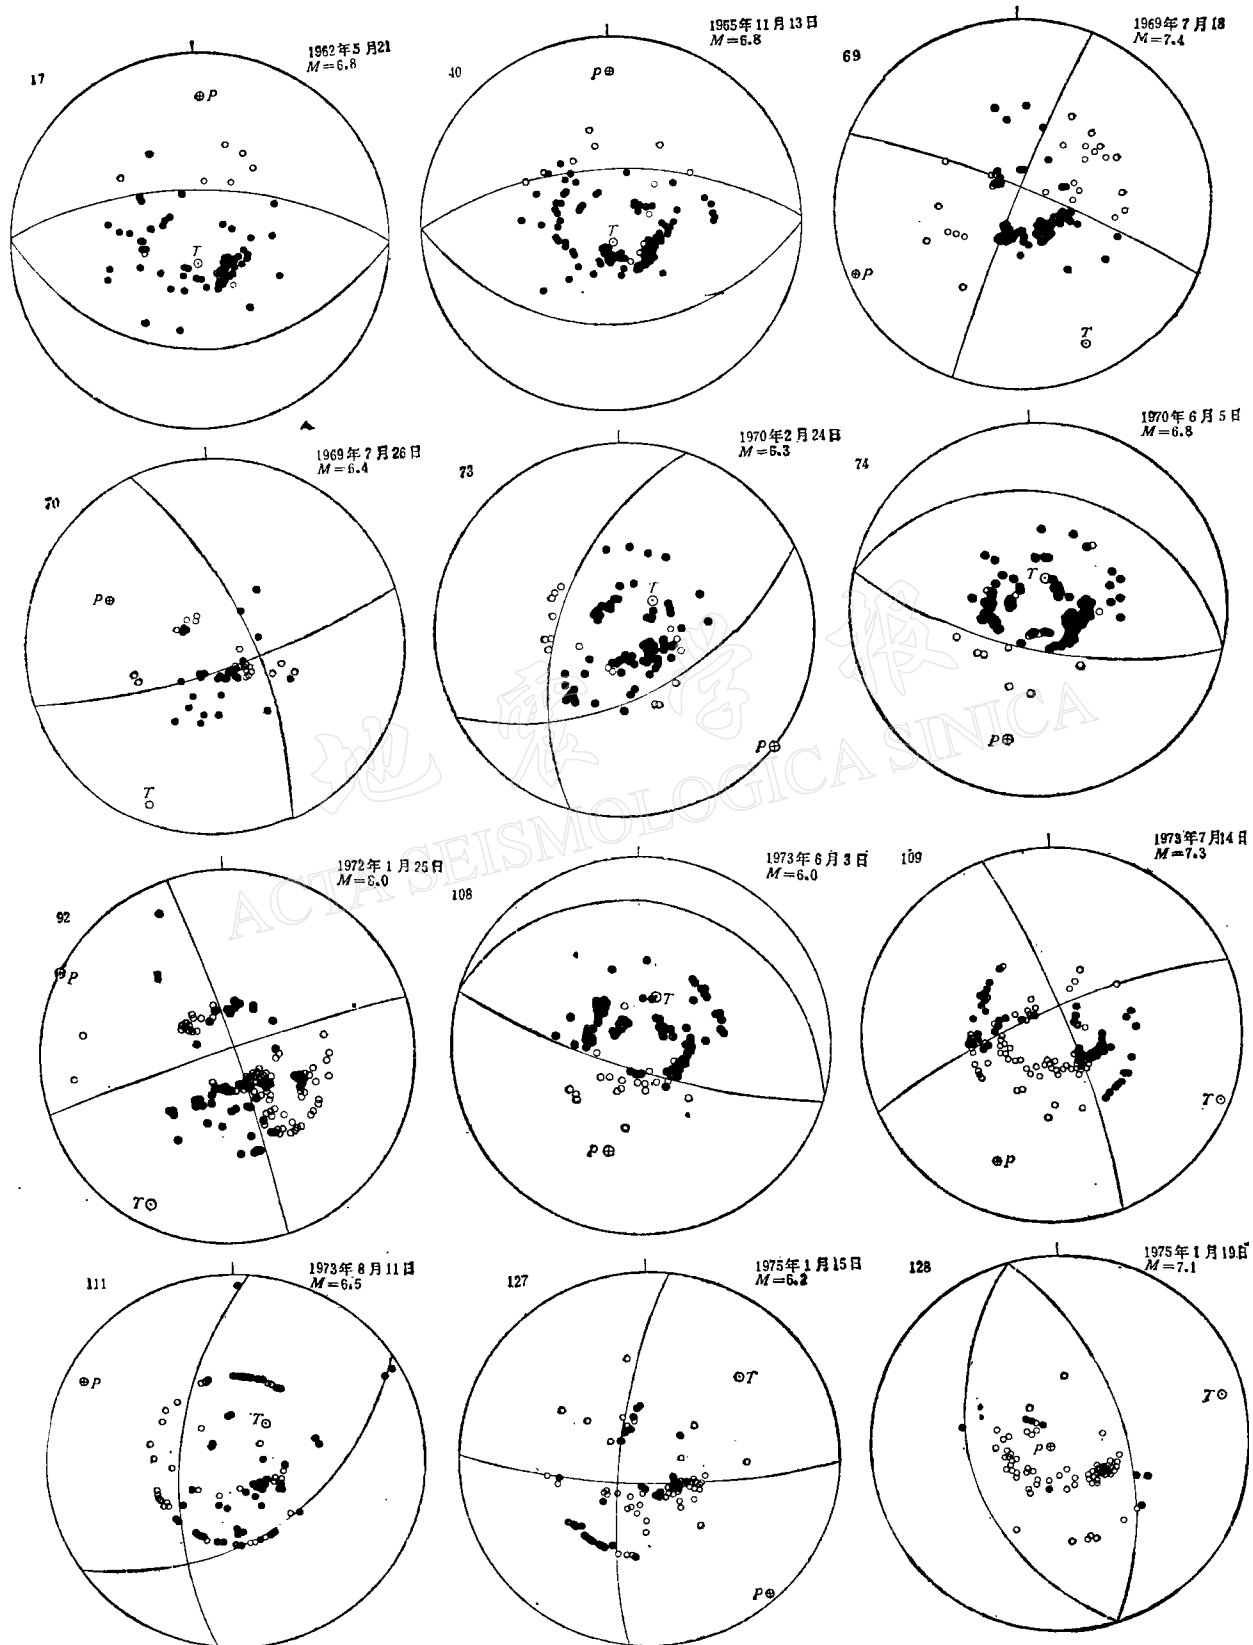 17
1962年5月21
M=6.8
P
T
40
1965年11月13日
M=6.8
P
T
69
1969年7月18
M=7.4
P
T
70
1969年7月26日
M=6.4
P
T
73
1970年2月24日
M=6.3
T
P
74
1970年6月5日
M=6.8
T
P
92
1972年1月25日
M=8.0
P
T
108
1973年6月3日
M=6.0
T
P
109
1973年7月14日
M=7.3
T
P
111
1973年8月11日
M=6.5
P
T
127
1975年1月15日
M=6.2
T
P
128
1975年1月19日
M=7.1
T
P
地震学报
ACTA SEISMOLOGICA SINICA